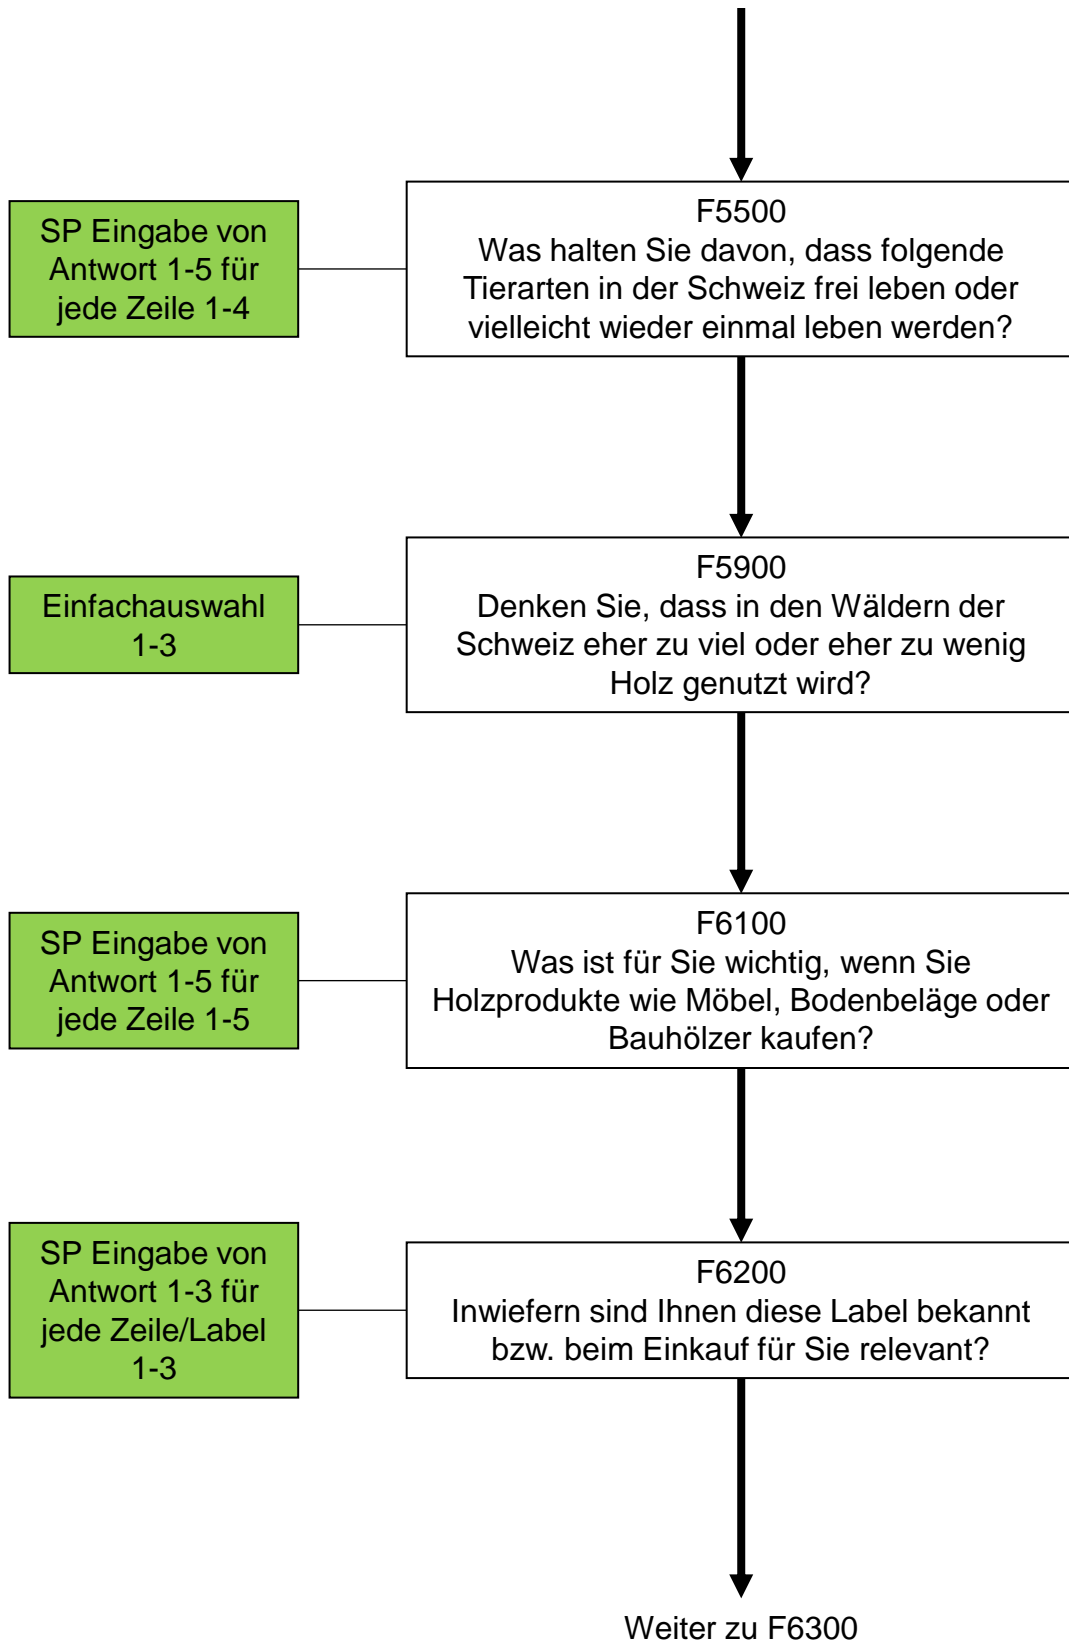 SP Eingabe von
Antwort 1-5 für
jede Zeile 1-4
F5500
Was halten Sie davon, dass folgende
Tierarten in der Schweiz frei leben oder
vielleicht wieder einmal leben werden?
Einfachauswahl
1-3
F5900
Denken Sie, dass in den Wäldern der
Schweiz eher zu viel oder eher zu wenig
Holz genutzt wird?
SP Eingabe von
Antwort 1-5 für
jede Zeile 1-5
F6100
Was ist für Sie wichtig, wenn Sie
Holzprodukte wie Möbel, Bodenbeläge oder
Bauhölzer kaufen?
SP Eingabe von
Antwort 1-3 für
jede Zeile/Label
1-3
F6200
Inwiefern sind Ihnen diese Label bekannt
bzw. beim Einkauf für Sie relevant?
Weiter zu F6300